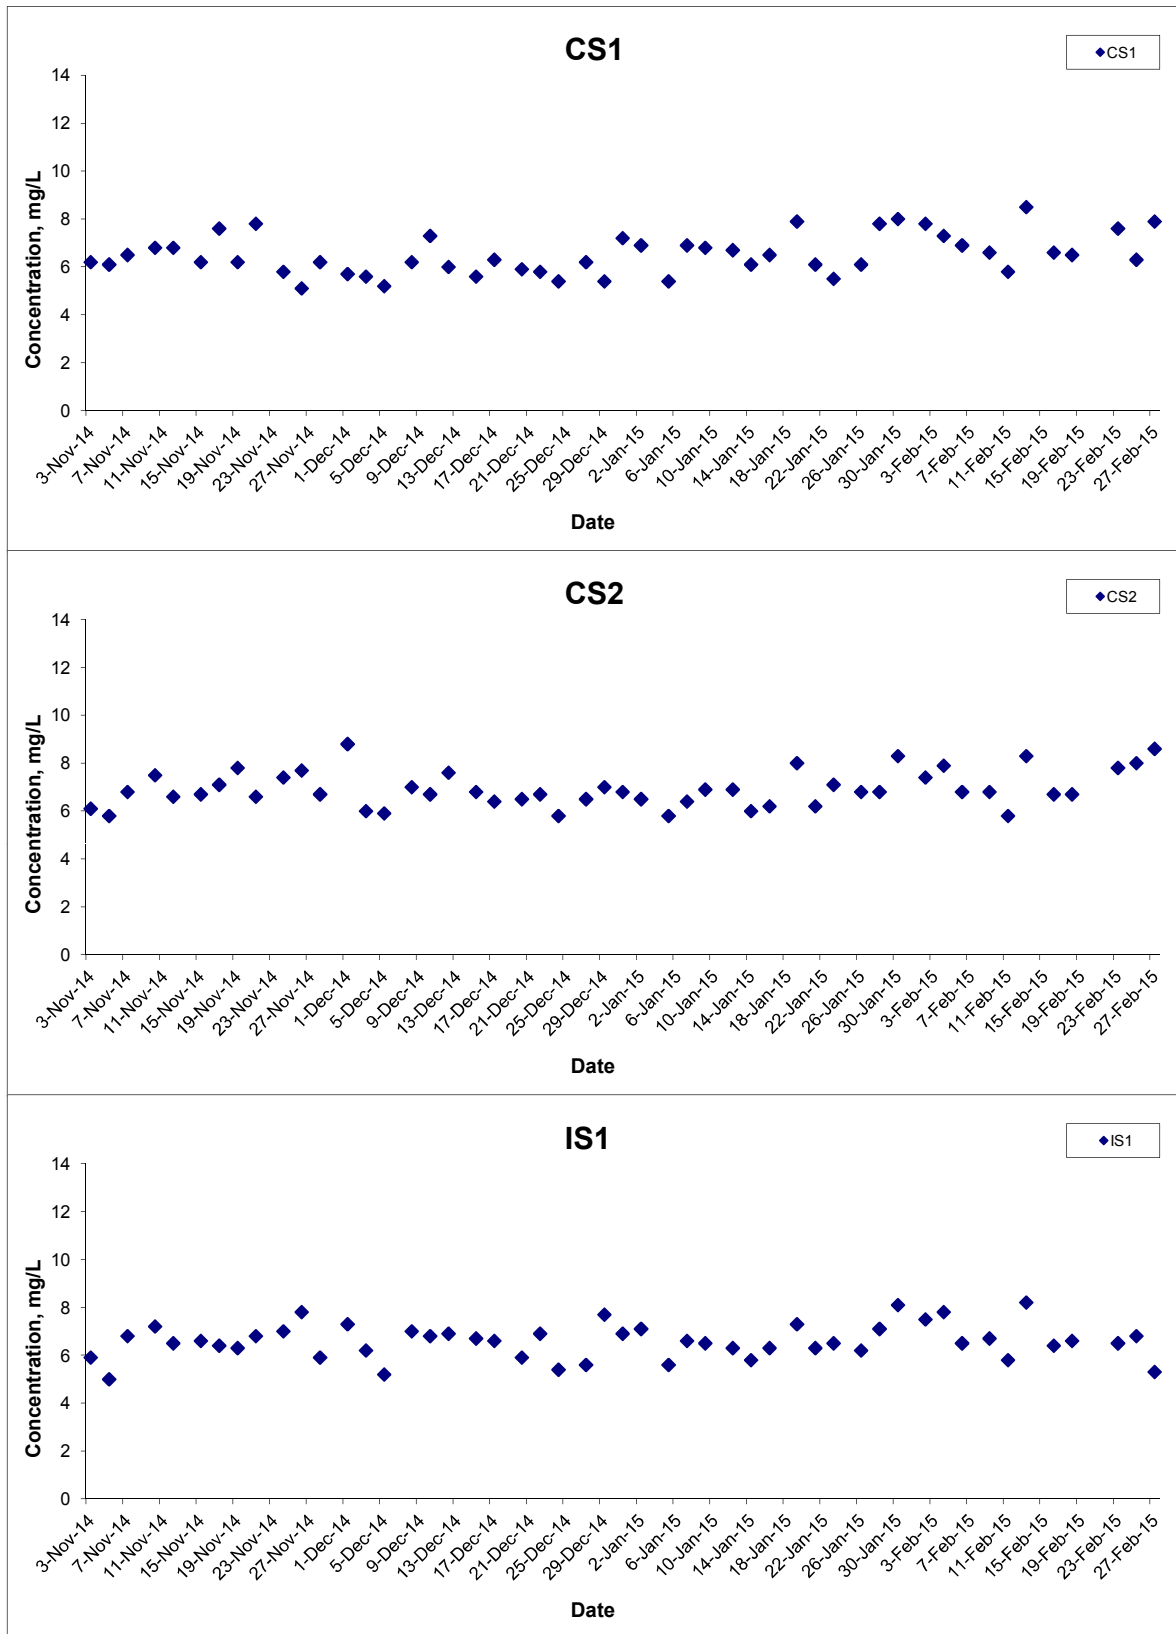 CS1
CS1
Concentration, mg/L
14
12
10
8
6
4
2
0
3-Nov-14
7-Nov-14
11-Nov-14
15-Nov-14
19-Nov-14
23-Nov-14
27-Nov-14
1-Dec-14
5-Dec-14
9-Dec-14
13-Dec-14
17-Dec-14
21-Dec-14
25-Dec-14
29-Dec-14
2-Jan-15
6-Jan-15
10-Jan-15
14-Jan-15
18-Jan-15
22-Jan-15
26-Jan-15
30-Jan-15
3-Feb-15
7-Feb-15
11-Feb-15
15-Feb-15
19-Feb-15
23-Feb-15
27-Feb-15
Date
CS2
CS2
Concentration, mg/L
14
12
10
8
6
4
2
0
3-Nov-14
7-Nov-14
11-Nov-14
15-Nov-14
19-Nov-14
23-Nov-14
27-Nov-14
1-Dec-14
5-Dec-14
9-Dec-14
13-Dec-14
17-Dec-14
21-Dec-14
25-Dec-14
29-Dec-14
2-Jan-15
6-Jan-15
10-Jan-15
14-Jan-15
18-Jan-15
22-Jan-15
26-Jan-15
30-Jan-15
3-Feb-15
7-Feb-15
11-Feb-15
15-Feb-15
19-Feb-15
23-Feb-15
27-Feb-15
Date
IS1
IS1
Concentration, mg/L
14
12
10
8
6
4
2
0
3-Nov-14
7-Nov-14
11-Nov-14
15-Nov-14
19-Nov-14
23-Nov-14
27-Nov-14
1-Dec-14
5-Dec-14
9-Dec-14
13-Dec-14
17-Dec-14
21-Dec-14
25-Dec-14
29-Dec-14
2-Jan-15
6-Jan-15
10-Jan-15
14-Jan-15
18-Jan-15
22-Jan-15
26-Jan-15
30-Jan-15
3-Feb-15
7-Feb-15
11-Feb-15
15-Feb-15
19-Feb-15
23-Feb-15
27-Feb-15
Date